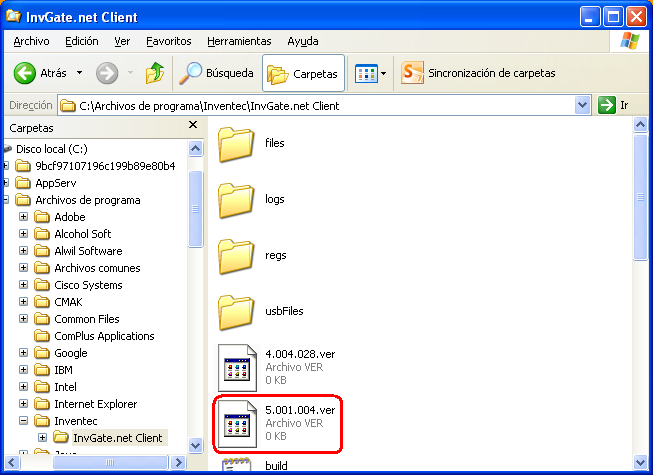 InvGate.net Client
Archivo Edición Ver Favoritos Herramientas Ayuda
Atrás Búsqueda Carpetas Sincronización de carpetas
Dirección C:\Archivos de programa\Inventec\InvGate.net Client Ir
Carpetas
Disco local (C:)
9bcf97107196c199b89e80b4
AppServ
Archivos de programa
Adobe
Alcohol Soft
Alwil Software
Archivos comunes
Cisco Systems
CMAK
Common Files
ComPlus Applications
Google
IBM
Intel
Internet Explorer
Inventec
InvGate.net Client
files
logs
regs
usbFiles
4.004.028.ver
Archivo VER
0 KB
5.001.004.ver
Archivo VER
0 KB
build